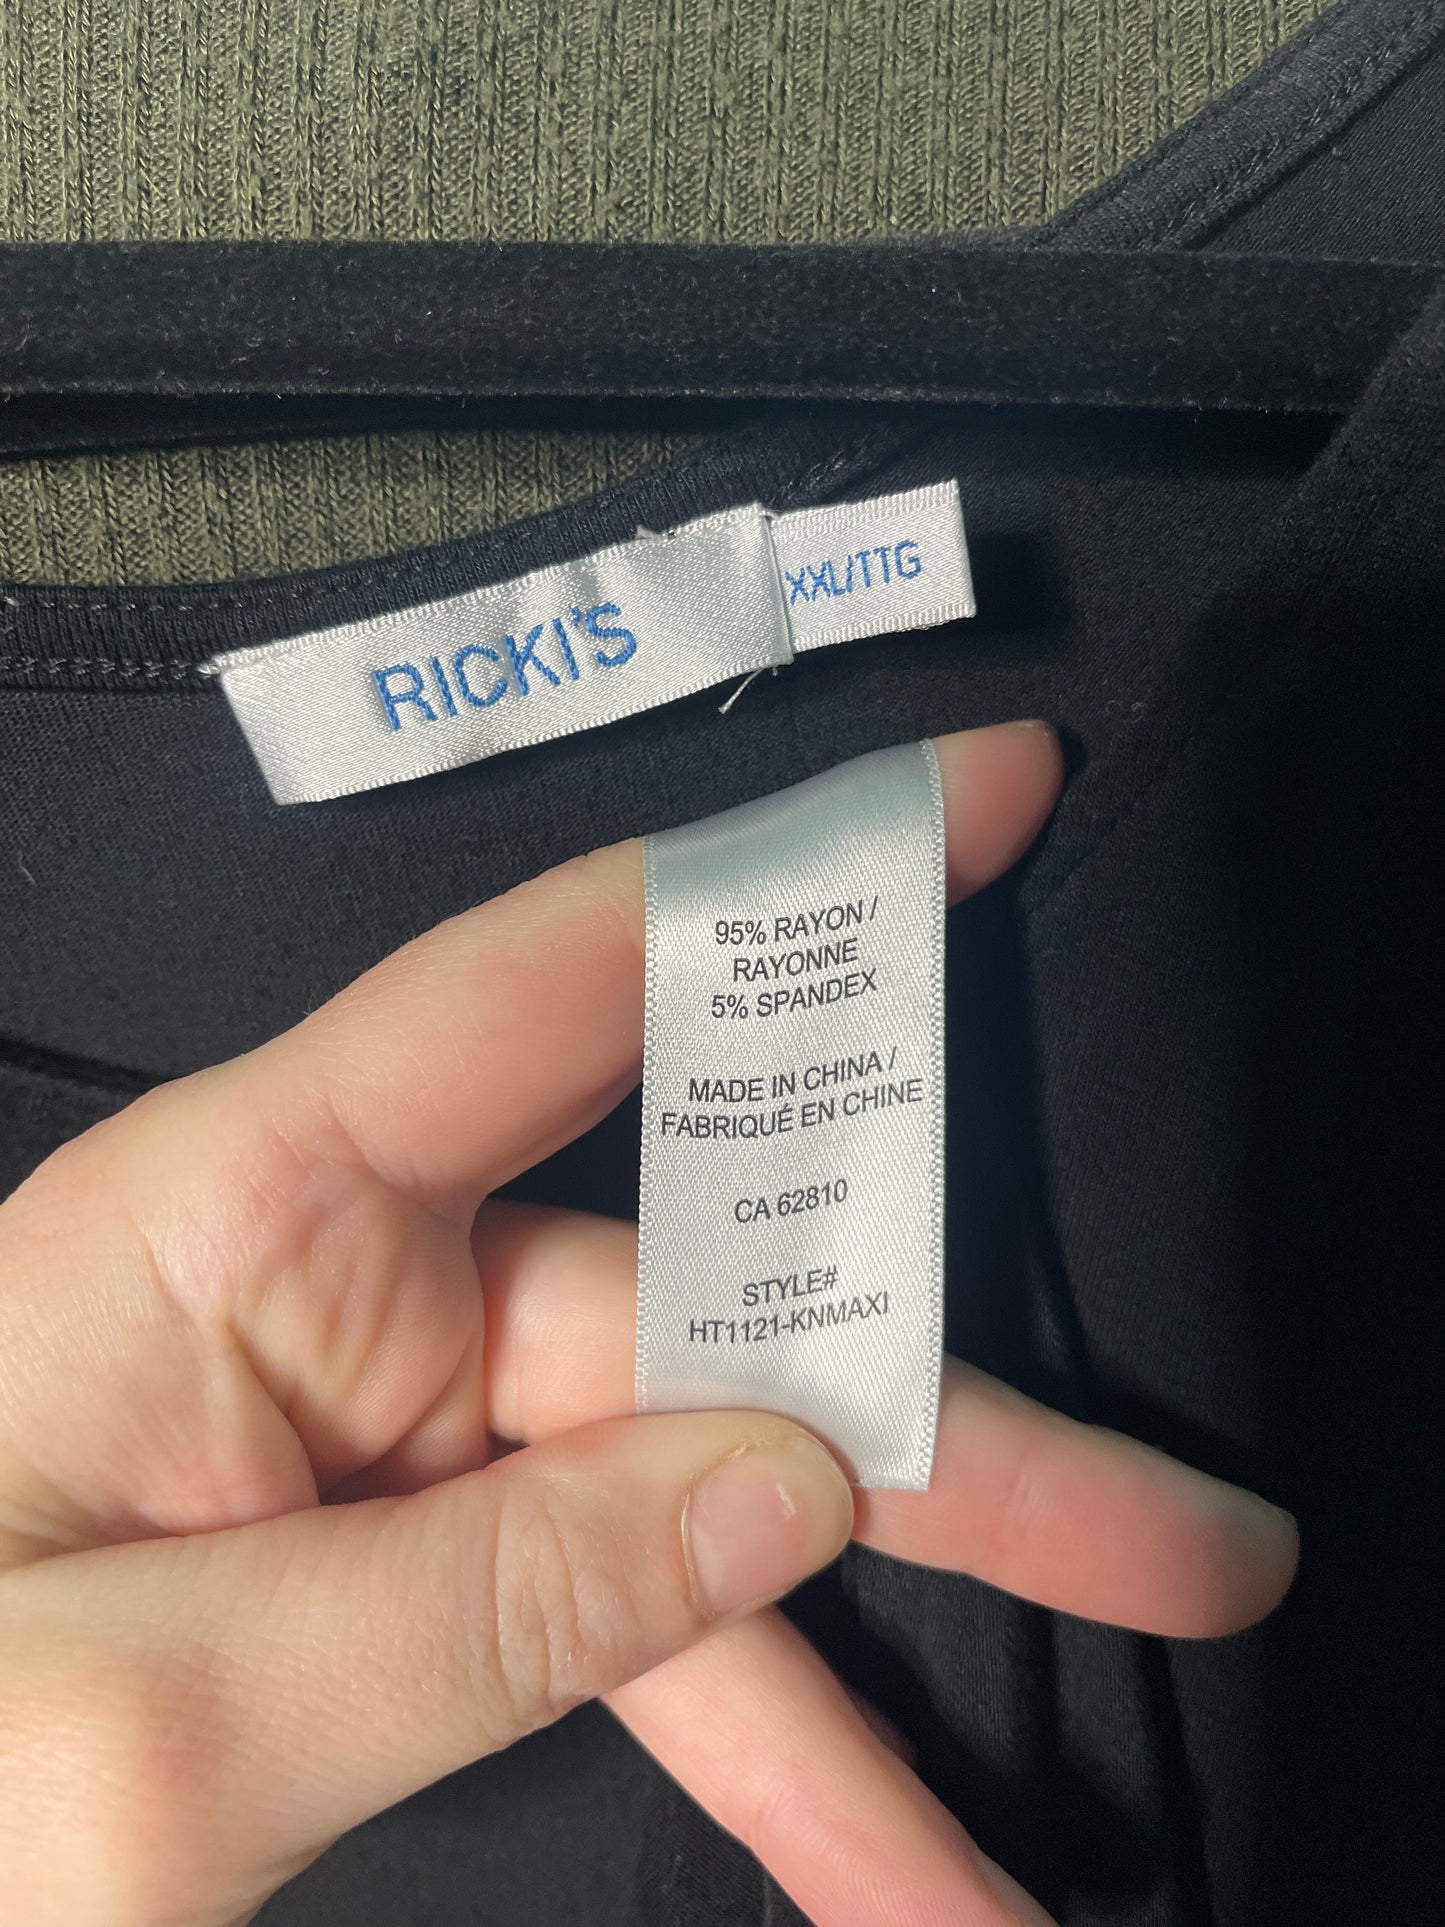 RICKI'S
XXL/TTG
95% RAYON /
RAYONNE
5% SPANDEX
MADE IN CHINA /
FABRIQUÉ EN CHINE
CA 62810
STYLE#
HT1121-KNMAXI